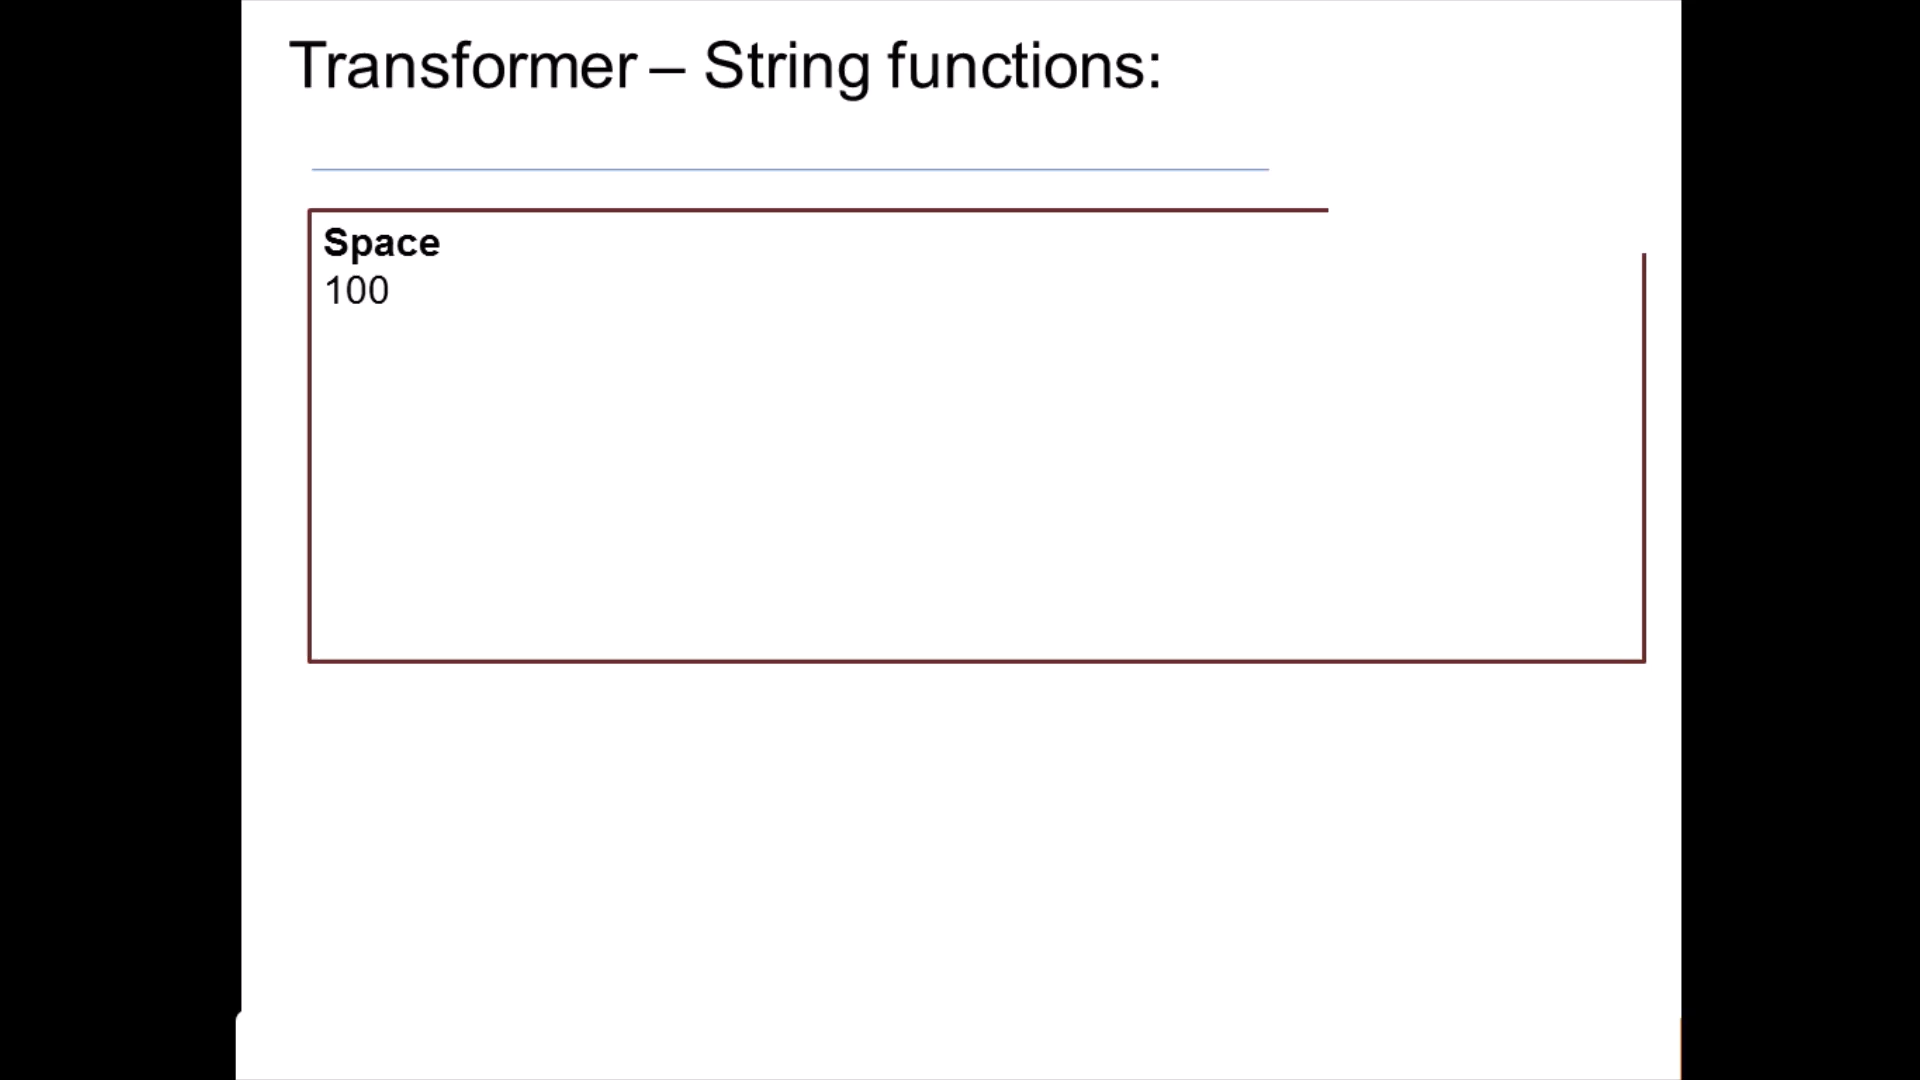 Transformer – String functions:
Space
100